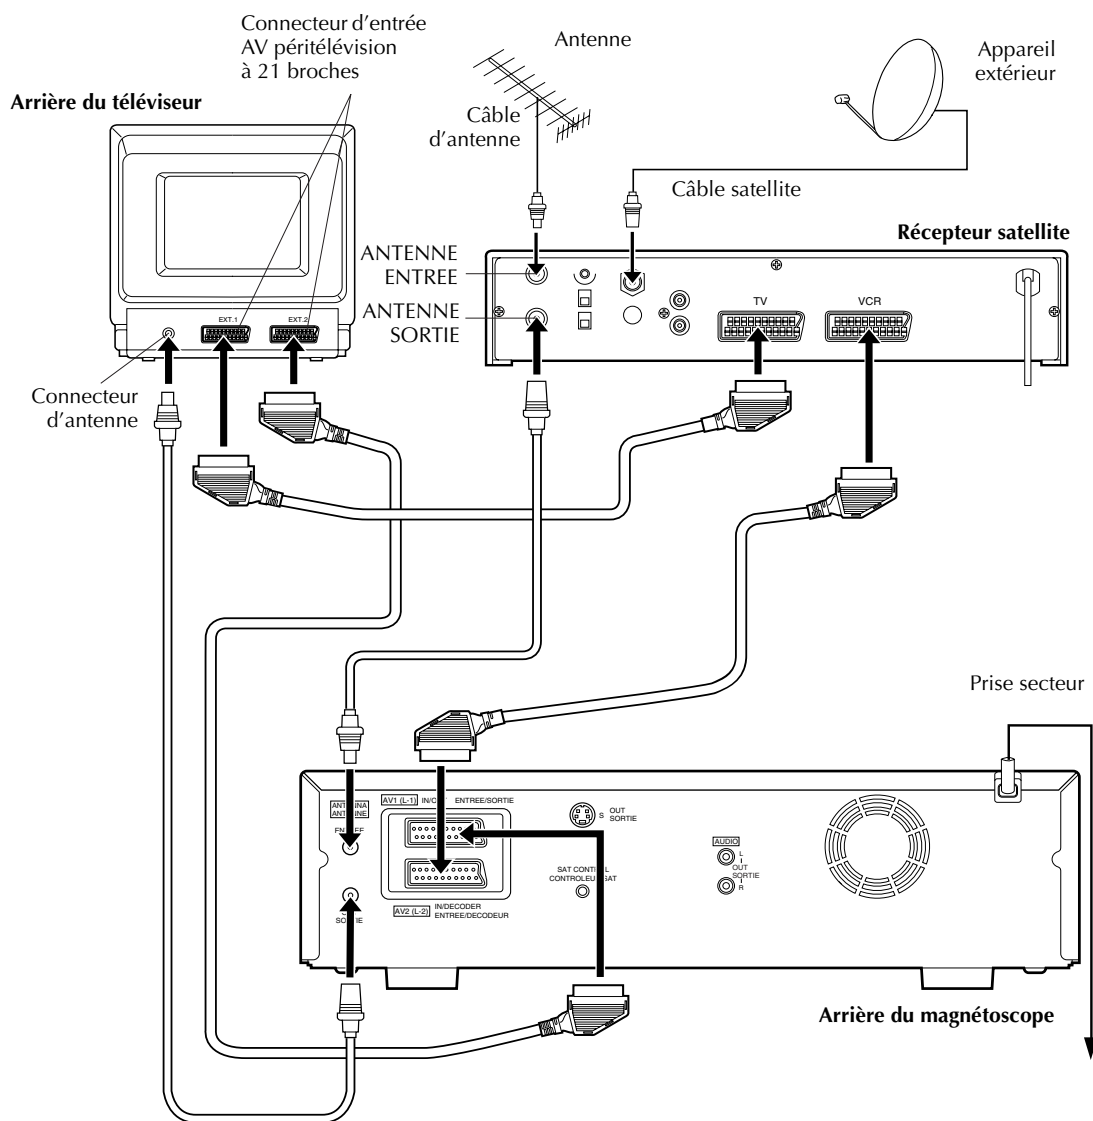 Connecteur d'entrée
AV péritélévision
à 21 broches
Antenne
Appareil
extérieur
Arrière du téléviseur
Câble
d'antenne
Câble satellite
Récepteur satellite
ANTENNE
ENTREE
ANTENNE
SORTIE
TV
VCR
EXT.1
EXT.2
Connecteur
d'antenne
Prise secteur
AV1 (L-1)
ENTREE/SORTIE
ANTENNE
S
OUT
SORTIE
AUDIO
L
OUT
SORTIE
R
SAT
AV2 (L-2)
IN/DECODER
ENTREE/DECODEUR
Arrière du magnétoscope